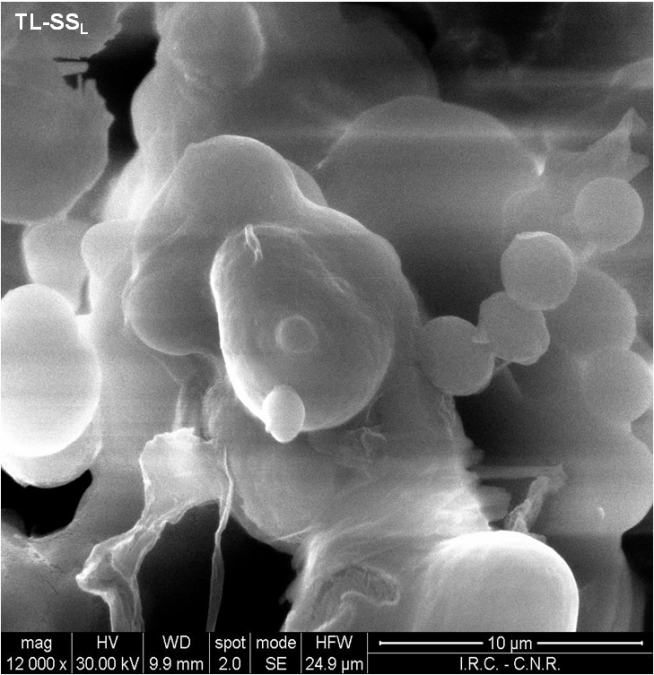 TL-SSL
mag HV WD spot mode HFW 10 µm
12 000 x 30.00 kV 9.9 mm 2.0 SE 24.9 µm I.R.C. - C.N.R.